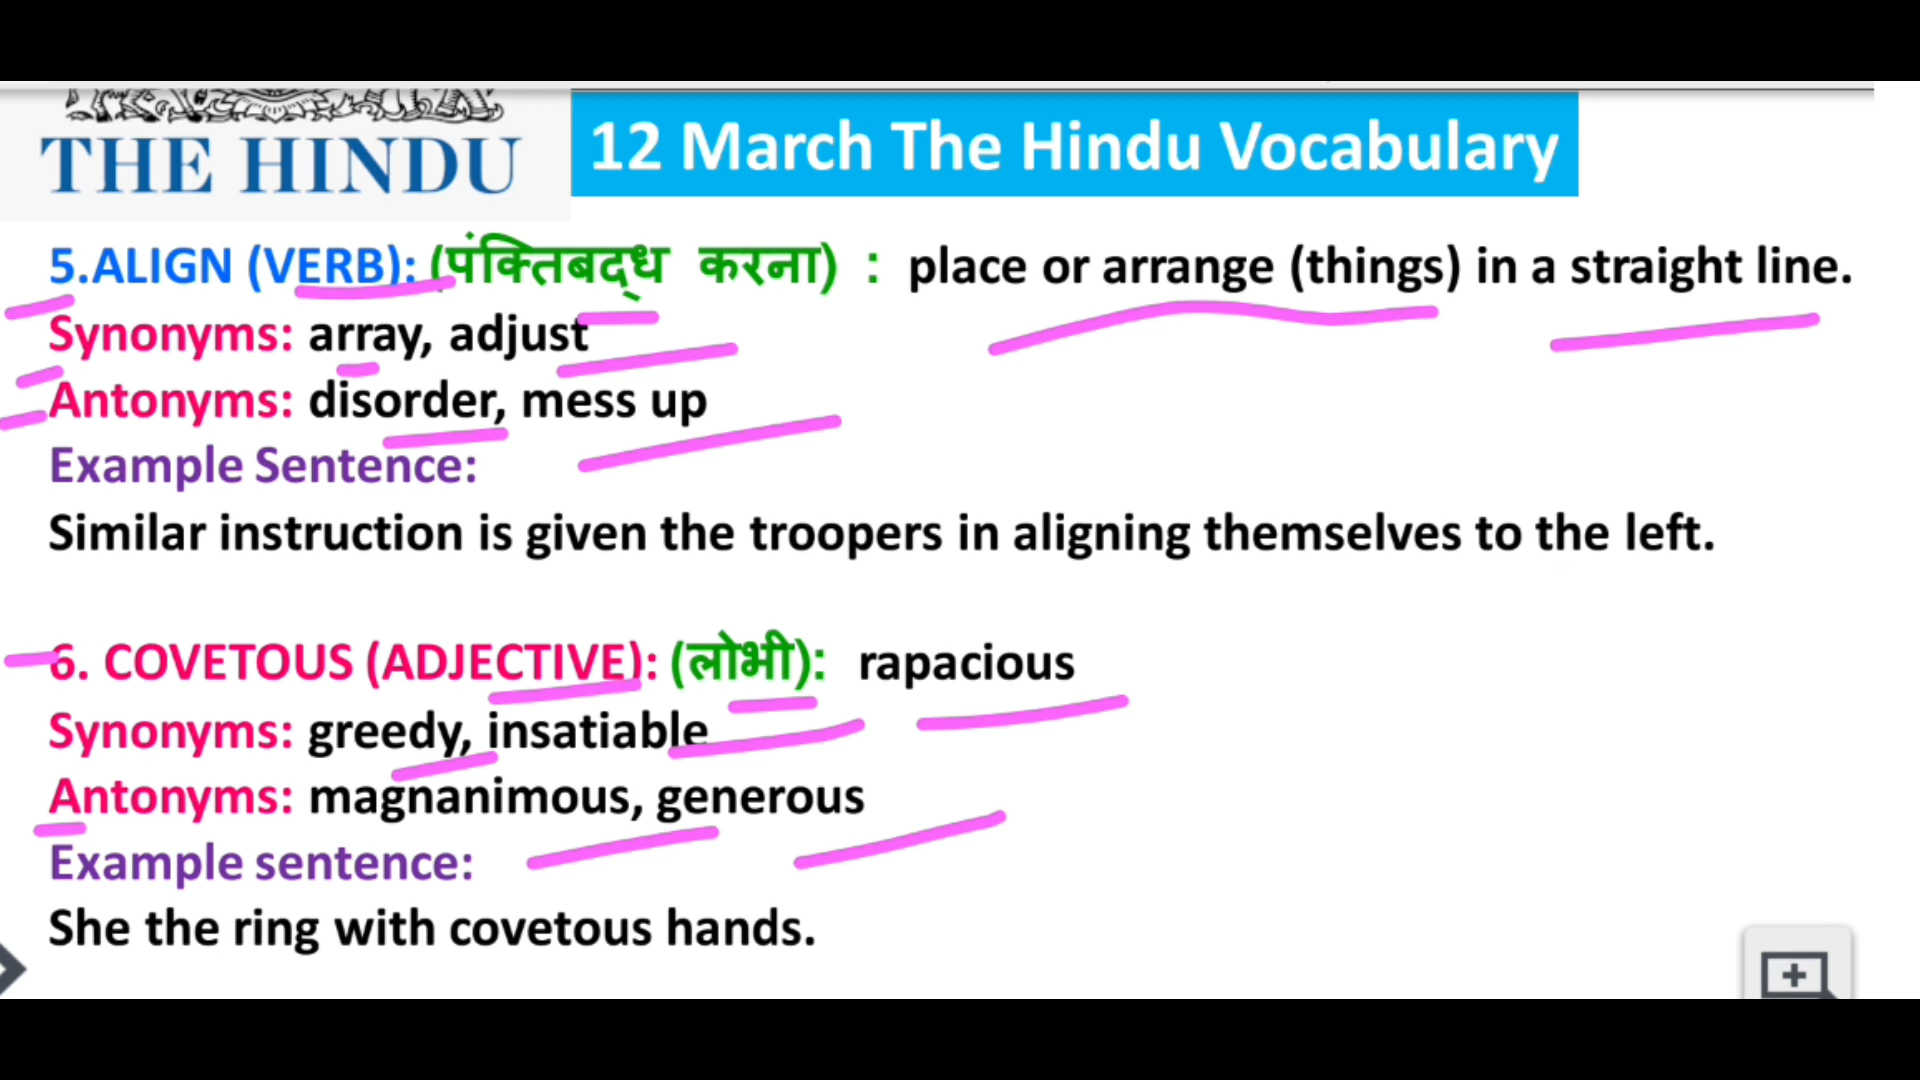 THE HINDU
12 March The Hindu Vocabulary
5.ALIGN (VERB): (पंक्तिबद्ध करना) : place or arrange (things) in a straight line.
Synonyms: array, adjust
Antonyms: disorder, mess up
Example Sentence:
Similar instruction is given the troopers in aligning themselves to the left.
6. COVETOUS (ADJECTIVE): (लोभी): rapacious
Synonyms: greedy, insatiable
Antonyms: magnanimous, generous
Example sentence:
She the ring with covetous hands.